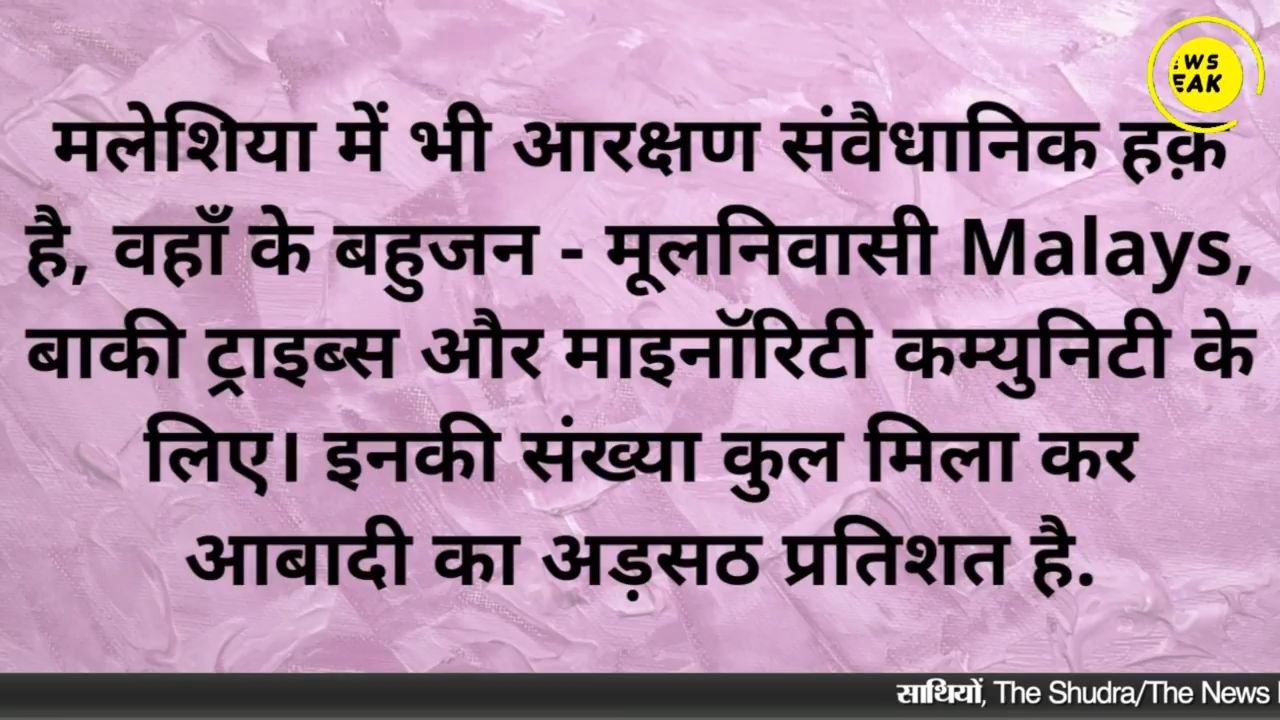 मलेशिया में भी आरक्षण संवैधानिक हक़
है, वहाँ के बहुजन - मूलनिवासी Malays,
बाकी ट्राइब्स और माइनॉरिटी कम्युनिटी के
लिए। इनकी संख्या कुल मिला कर
आबादी का अड़सठ प्रतिशत है.
साथियों, The Shudra/The News